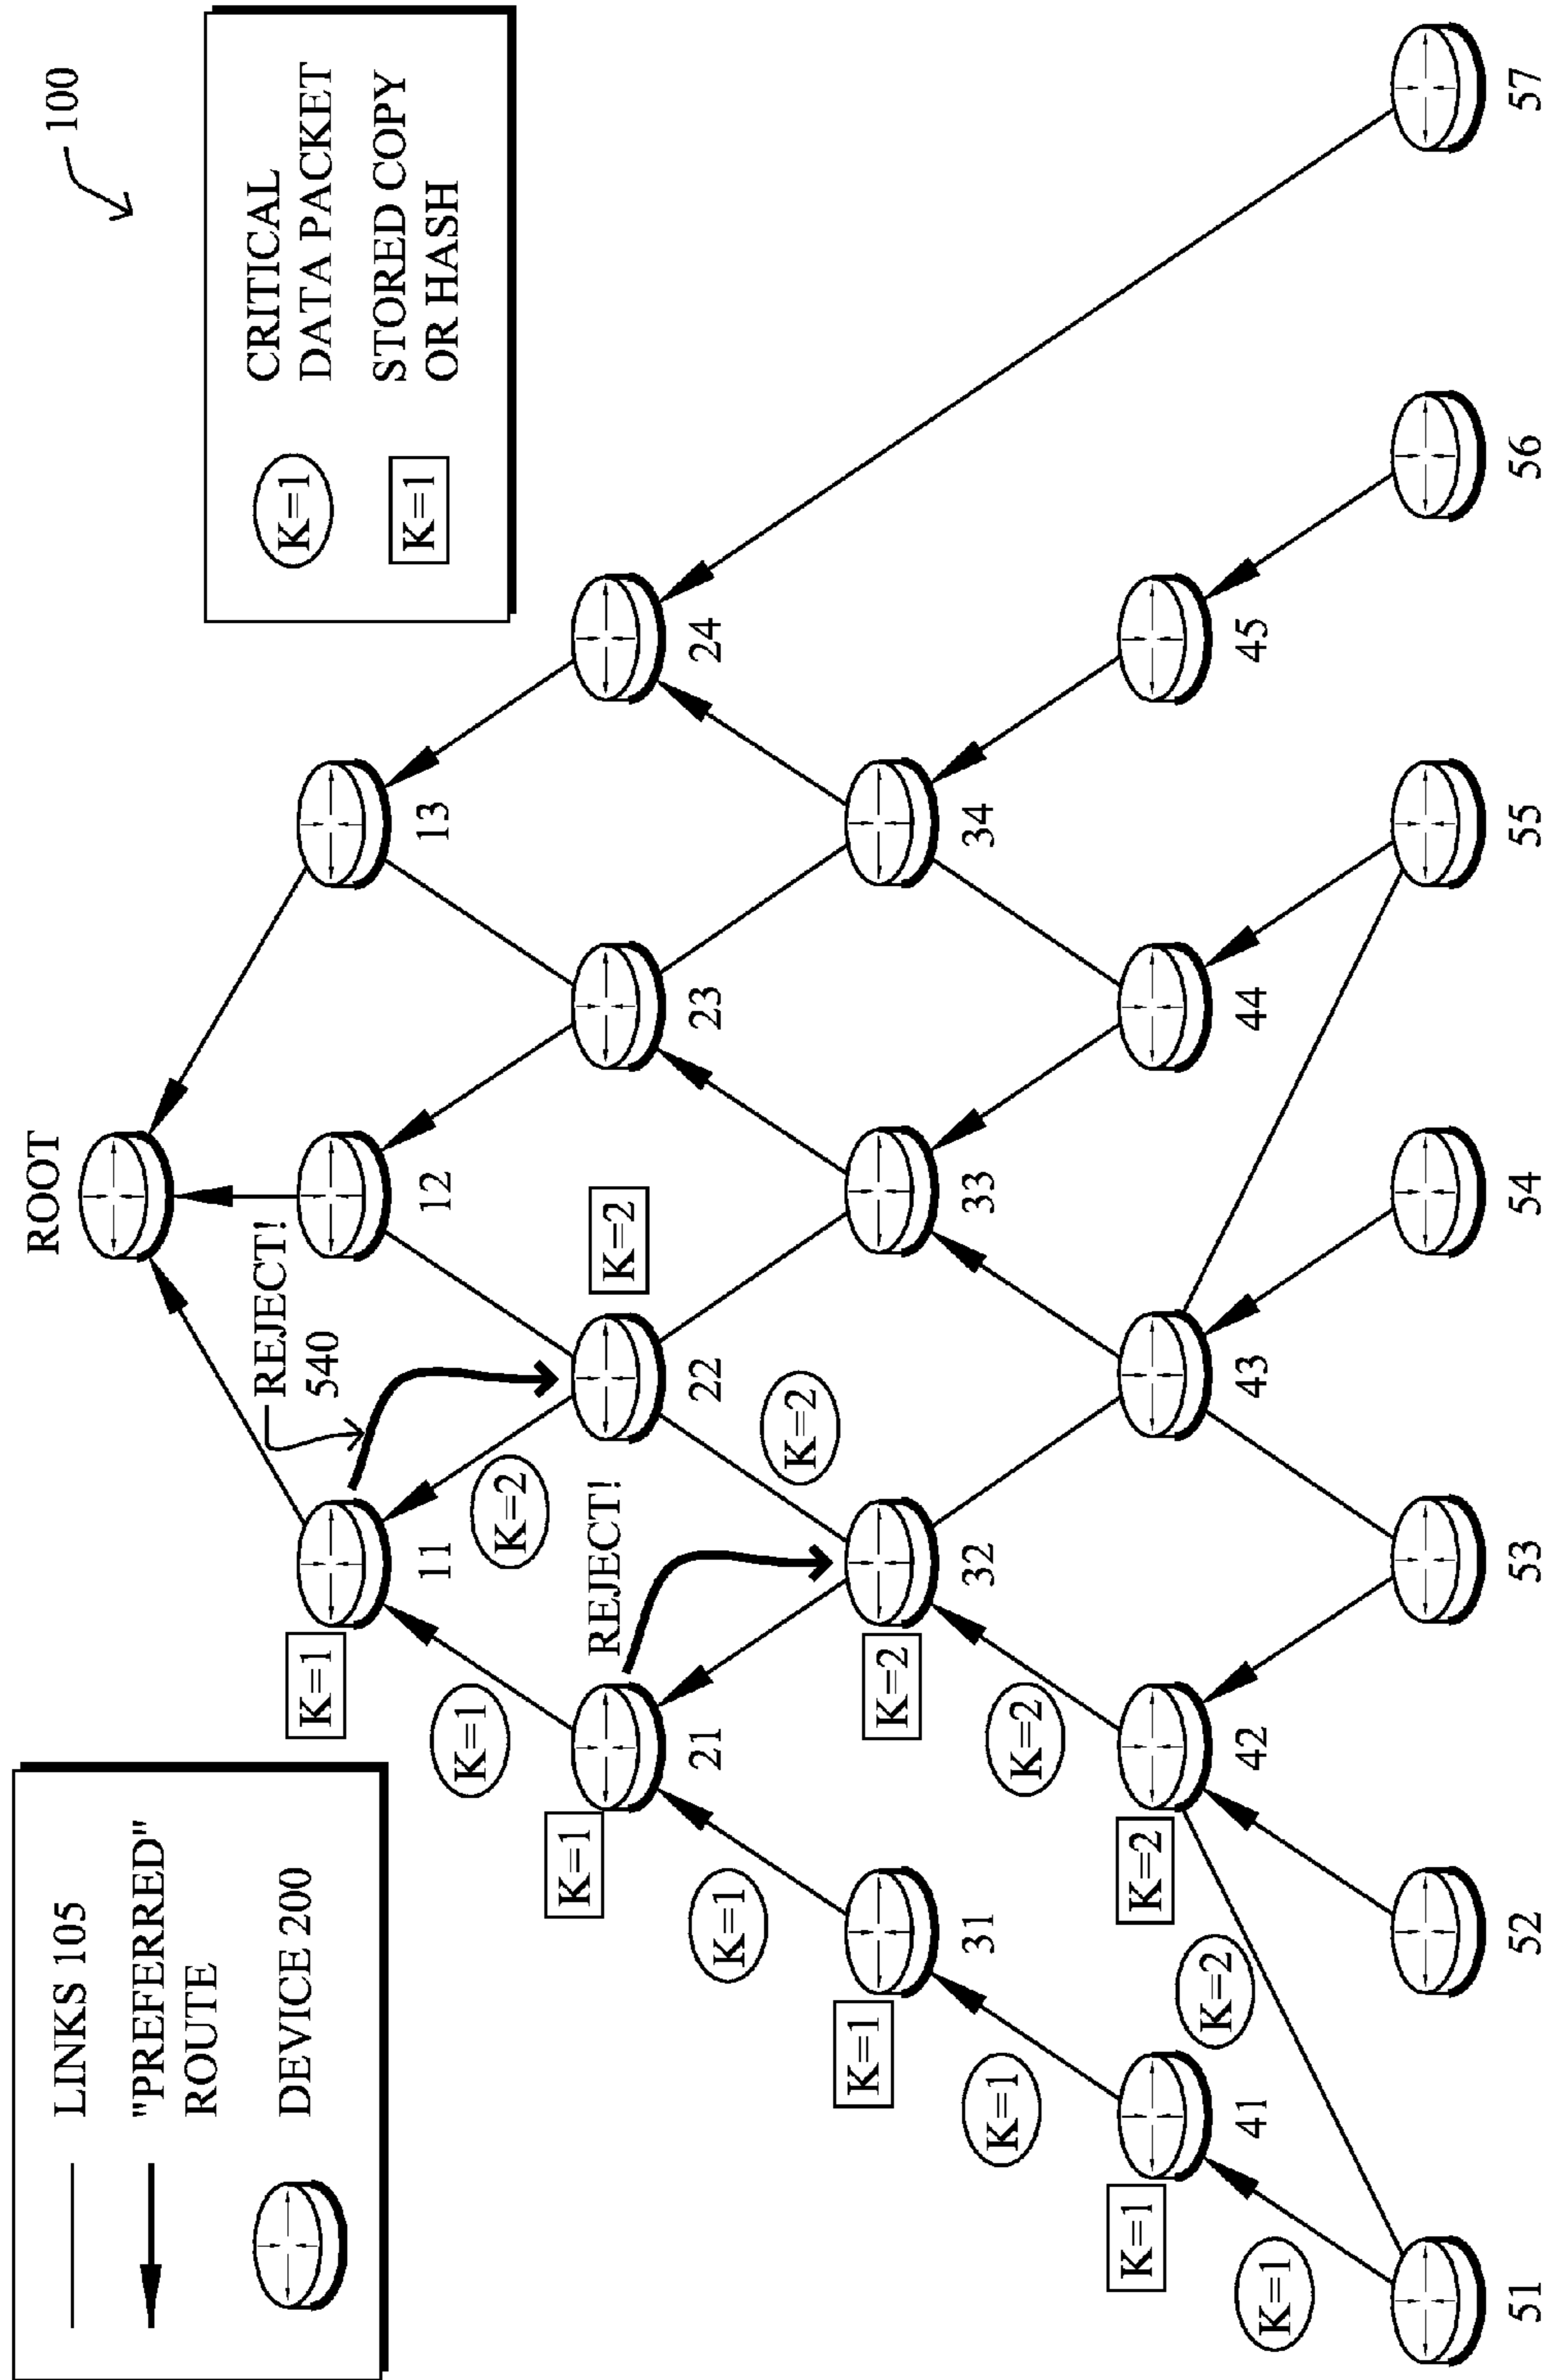 100
LINKS 105
"PREFERRED"
ROUTE
DEVICE 200
K=1
CRITICAL
DATA PACKET
K=1
STORED COPY
OR HASH
ROOT
REJECT!
540
K=1
11
12
13
K=1
K=2
K=1
21
REJECT!
22
K=2
23
24
K=1
K=2
K=1
31
K=2
32
33
34
K=1
K=2
K=1
41
K=2
K=2
42
43
44
45
K=1
51
52
53
54
55
56
57